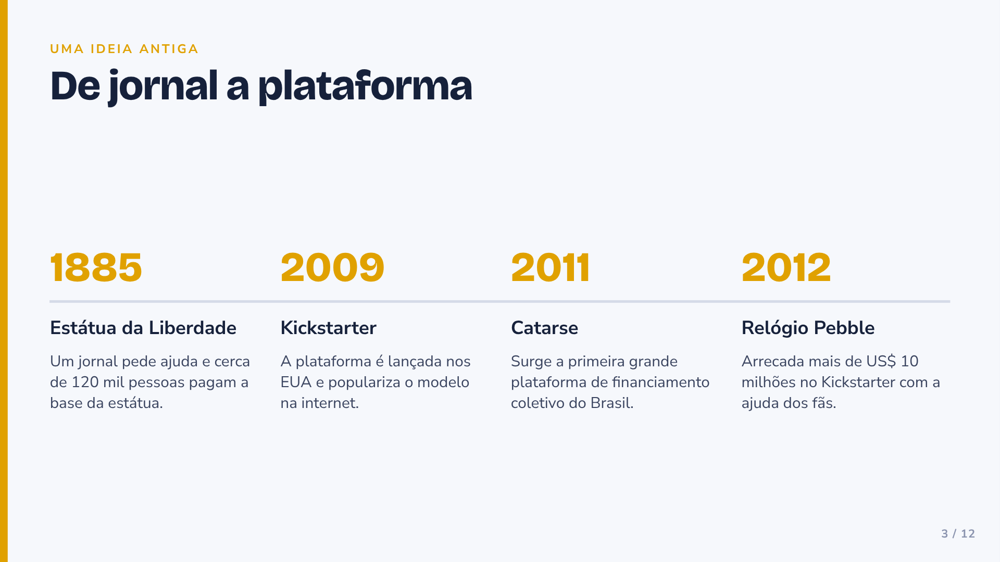 UMA IDEIA ANTIGA
De jornal a plataforma
1885
Estátua da Liberdade
Um jornal pede ajuda e cerca
de 120 mil pessoas pagam a
base da estátua.
2009
Kickstarter
A plataforma é lançada nos
EUA e populariza o modelo
na internet.
2011
Catarse
Surge a primeira grande
plataforma de financiamento
coletivo do Brasil.
2012
Relógio Pebble
Arrecada mais de US$ 10
milhões no Kickstarter com a
ajuda dos fãs.
3 / 12